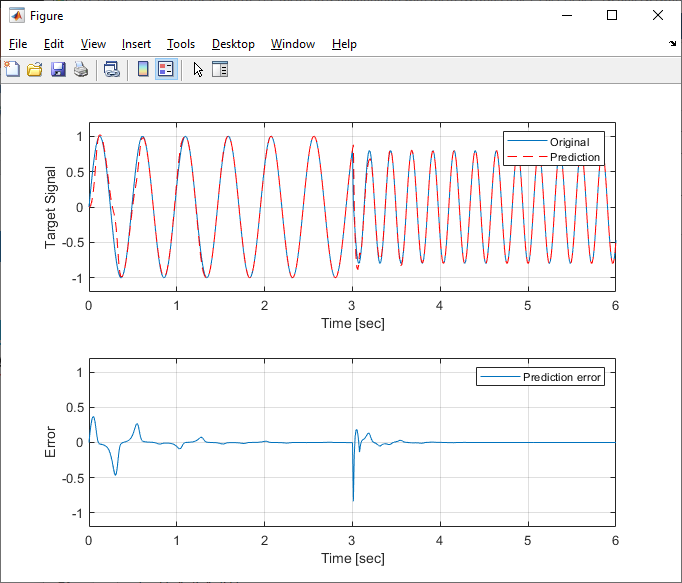 Figure
File Edit View Insert Tools Desktop Window Help
1
0.5
0
-0.5
-1
Target Signal
Original
Prediction
0 1 2 3 4 5 6
Time [sec]
1
0.5
0
-0.5
-1
Error
Prediction error
0 1 2 3 4 5 6
Time [sec]